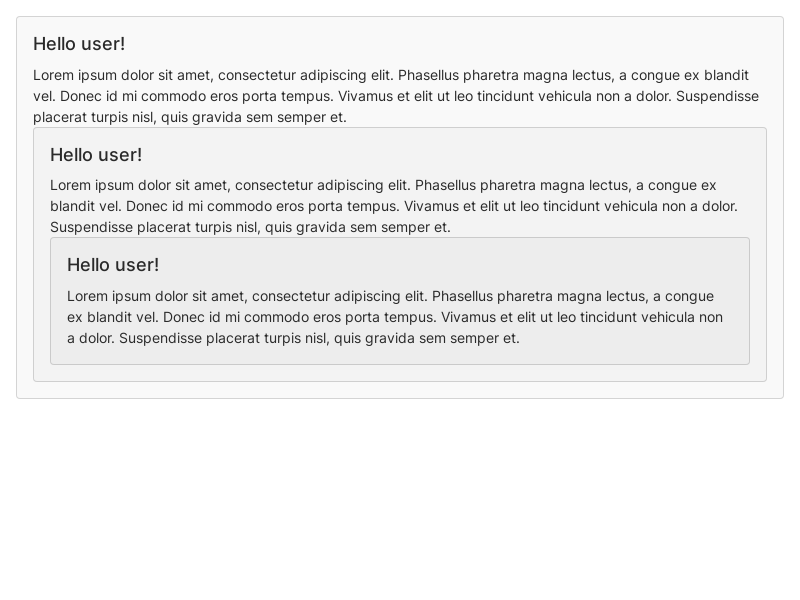 Hello user!
Lorem ipsum dolor sit amet, consectetur adipiscing elit. Phasellus pharetra magna lectus, a congue ex blandit
vel. Donec id mi commodo eros porta tempus. Vivamus et elit ut leo tincidunt vehicula non a dolor. Suspendisse
placerat turpis nisl, quis gravida sem semper et.
Hello user!
Lorem ipsum dolor sit amet, consectetur adipiscing elit. Phasellus pharetra magna lectus, a congue ex
blandit vel. Donec id mi commodo eros porta tempus. Vivamus et elit ut leo tincidunt vehicula non a dolor.
Suspendisse placerat turpis nisl, quis gravida sem semper et.
Hello user!
Lorem ipsum dolor sit amet, consectetur adipiscing elit. Phasellus pharetra magna lectus, a congue
ex blandit vel. Donec id mi commodo eros porta tempus. Vivamus et elit ut leo tincidunt vehicula non
a dolor. Suspendisse placerat turpis nisl, quis gravida sem semper et.